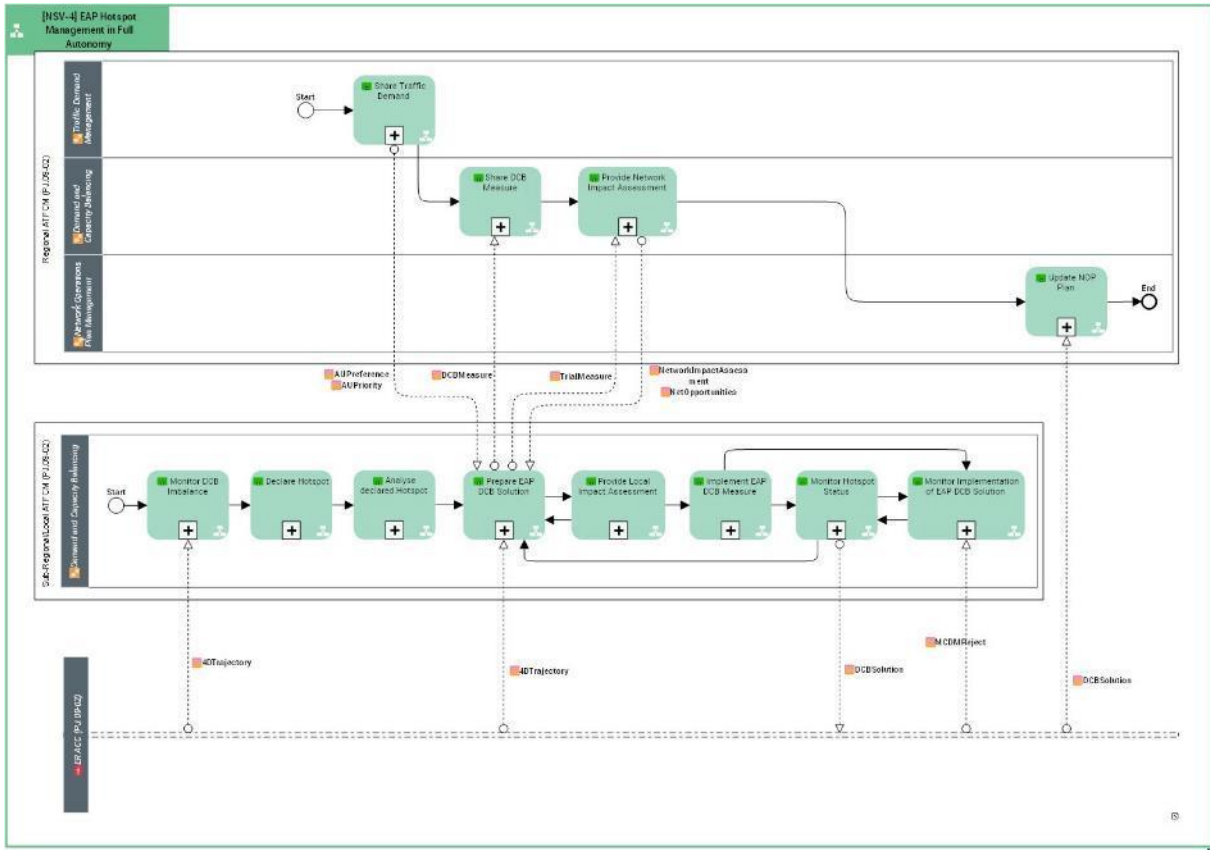 [NSV-4] EAP Hotspot
Management in Full
Autonomy
Regional ATFCM (PJ.09-02)
Traffic Demand
Management
Start
Share Traffic
Demand
Demand and
Capacity Balancing
Share DCB
Measure
Provide Network
Impact Assessment
Network Operations
Plan Management
Update NOP
Plan
End
AUPreference
AUPriority
DCBMeasure
TrialMeasure
NetworkImpactAssess
ment
NetOpportunities
Sub-Regional/Local ATFCM (PJ.09-02)
Demand and Capacity Balancing
Start
Monitor DCB
Imbalance
Declare Hotspot
Analyse
declared Hotspot
Prepare EAP
DCB Solution
Provide Local
Impact Assessment
Implement EAP
DCB Measure
Monitor Hotspot
Status
Monitor Implementation
of EAP DCB Solution
4DTrajectory
4DTrajectory
DCBSolution
MCDMReject
DCBSolution
ER ACC (PJ.09-02)